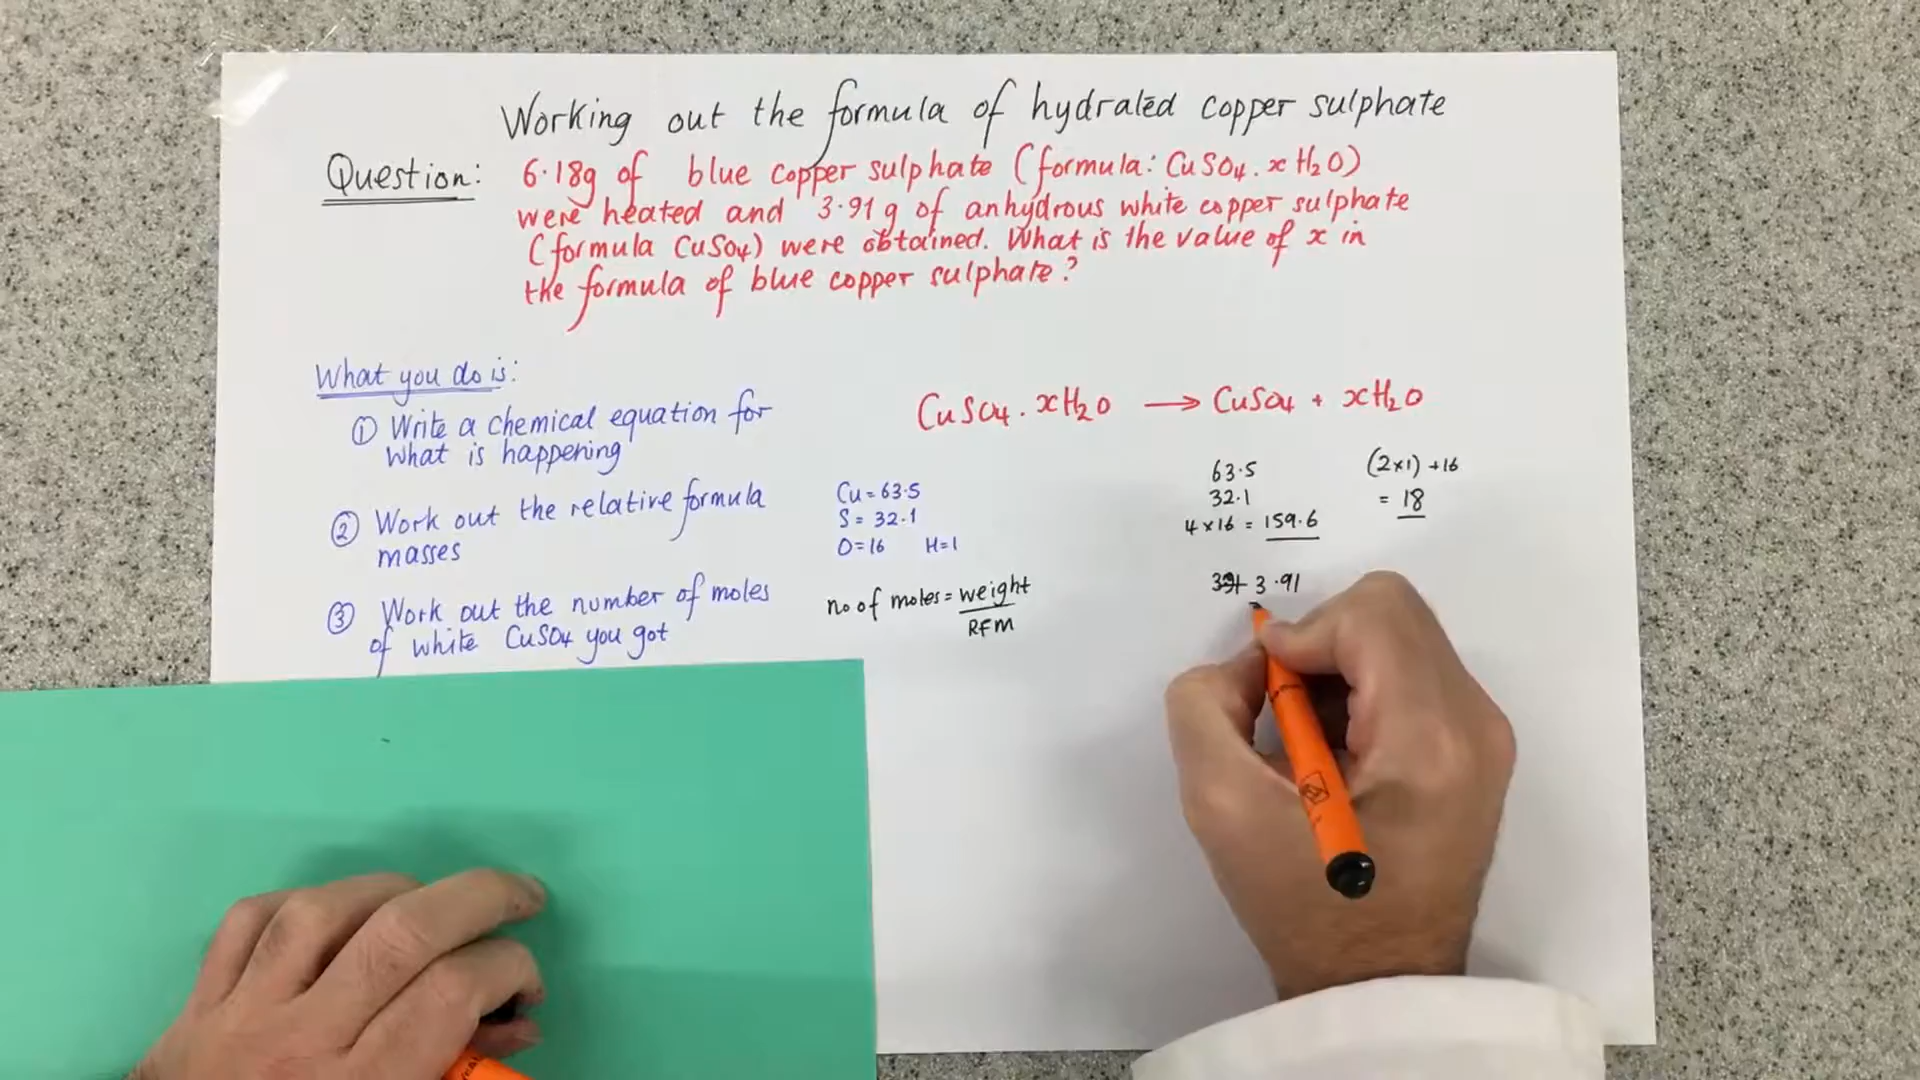 Working out the formula of hydrated copper sulphate
Question: 6.18g of blue copper sulphate (formula: CuSO₄.xH₂O)
were heated and 3.91g of anhydrous white copper sulphate
(formula CuSO₄) were obtained. What is the value of x in
the formula of blue copper sulphate?
What you do is:
① Write a chemical equation for
what is happening
CuSO₄.xH₂O → CuSO₄ + xH₂O
② Work out the relative formula
masses
Cu = 63.5
S = 32.1
O = 16 H = 1
63.5
32.1
4 × 16 = 159.6
(2×1) + 16
= 18
③ Work out the number of moles
of white CuSO₄ you got
no of moles = weight
RFM
3.91